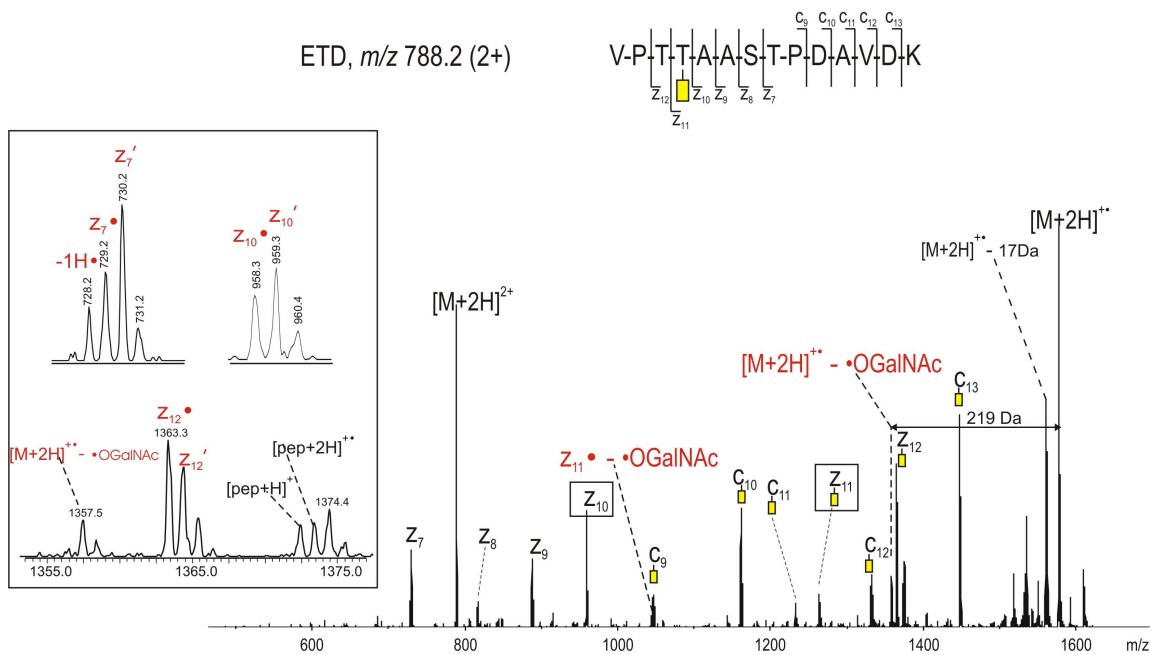 ETD, m/z 788.2 (2+)
c9 c10 c11 c12 c13
V-P-T-T-A-A-S-T-P-D-A-V-D-K
z12 z10 z9 z8 z7
z11
z7'
730.2
z7•
729.2
-1H•
728.2
731.2
z10'
z10•
959.3
958.3
960.4
z12•
1363.3
z12'
[M+2H]+• - •OGalNAc
1357.5
[pep+2H]+•
[pep+H]+
1374.4
1355.0 1365.0 1375.0
[M+2H]+•
[M+2H]+• - 17Da
[M+2H]2+
[M+2H]+• - •OGalNAc
c13
219 Da
z12
z11• - •OGalNAc
c10
c11
z11
z10
z7
z8
z9
c9
c12
600 800 1000 1200 1400 1600 m/z